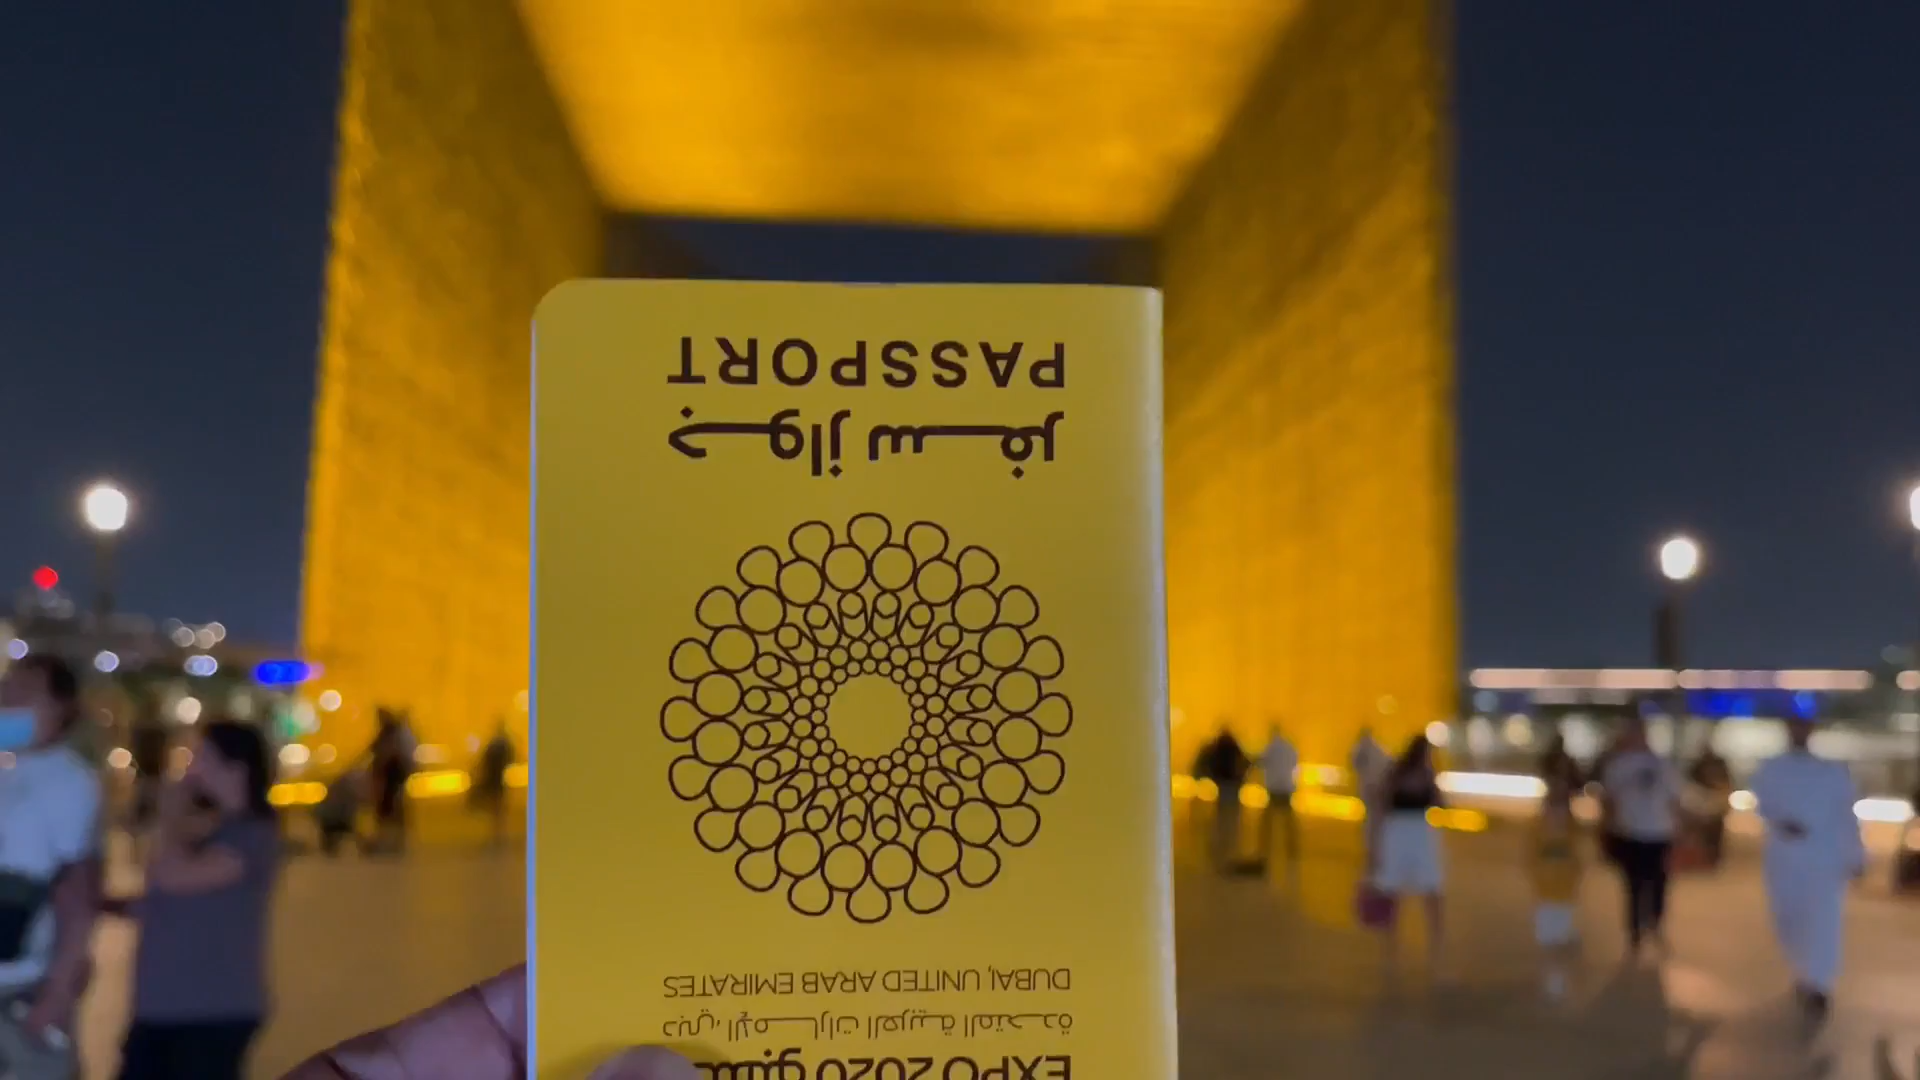 EXPO 2020
دبي، الإمارات العربية المتحدة
DUBAI, UNITED ARAB EMIRATES
جواز سفر
PASSPORT